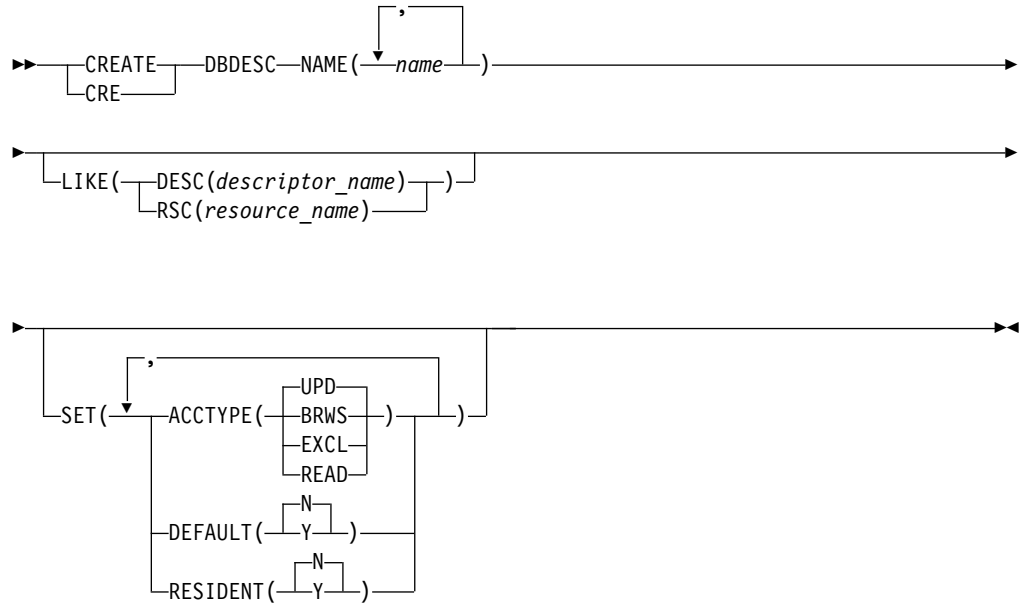 ,
CREATE DBDESC NAME( name )
CRE
LIKE( DESC(descriptor_name) )
RSC(resource_name)
,
UPD
SET( ACCTYPE( BRWS ) )
EXCL
READ
N
DEFAULT( Y )
N
RESIDENT( Y )